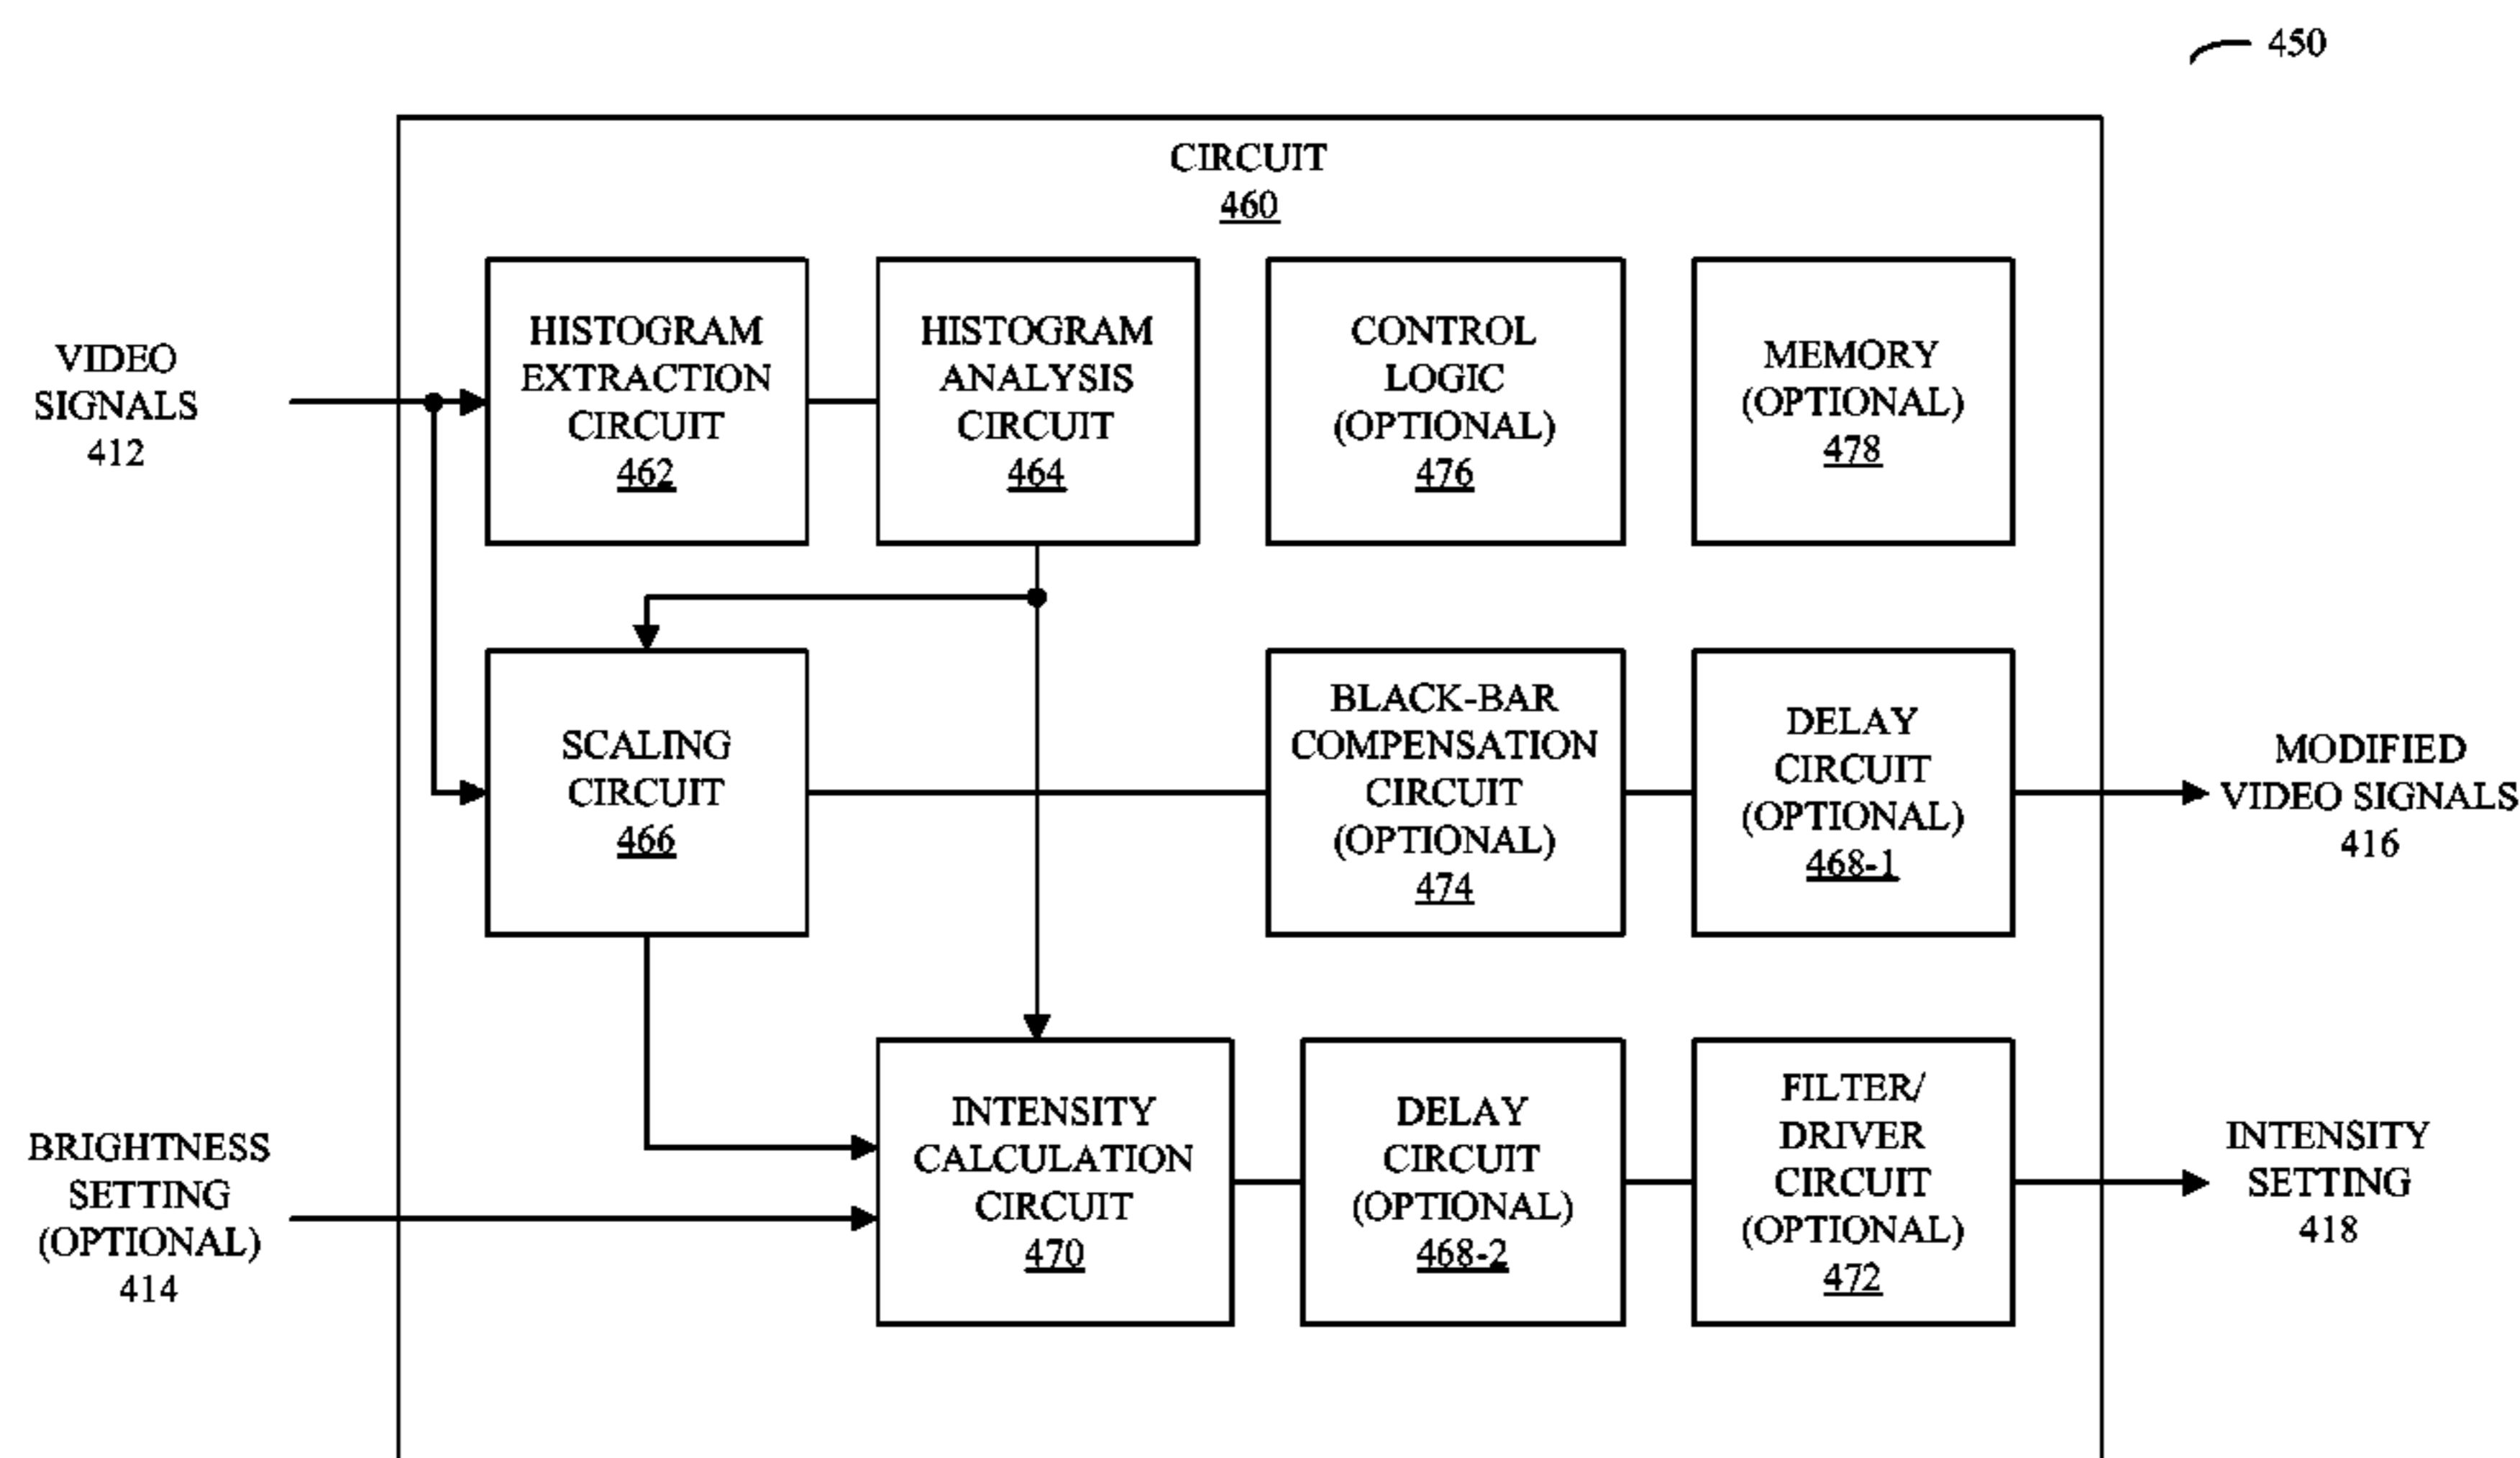 450
CIRCUIT
460
VIDEO
SIGNALS
412
HISTOGRAM
EXTRACTION
CIRCUIT
462
HISTOGRAM
ANALYSIS
CIRCUIT
464
CONTROL
LOGIC
(OPTIONAL)
476
MEMORY
(OPTIONAL)
478
SCALING
CIRCUIT
466
BLACK-BAR
COMPENSATION
CIRCUIT
(OPTIONAL)
474
DELAY
CIRCUIT
(OPTIONAL)
468-1
MODIFIED
VIDEO SIGNALS
416
BRIGHTNESS
SETTING
(OPTIONAL)
414
INTENSITY
CALCULATION
CIRCUIT
470
DELAY
CIRCUIT
(OPTIONAL)
468-2
FILTER/
DRIVER
CIRCUIT
(OPTIONAL)
472
INTENSITY
SETTING
418